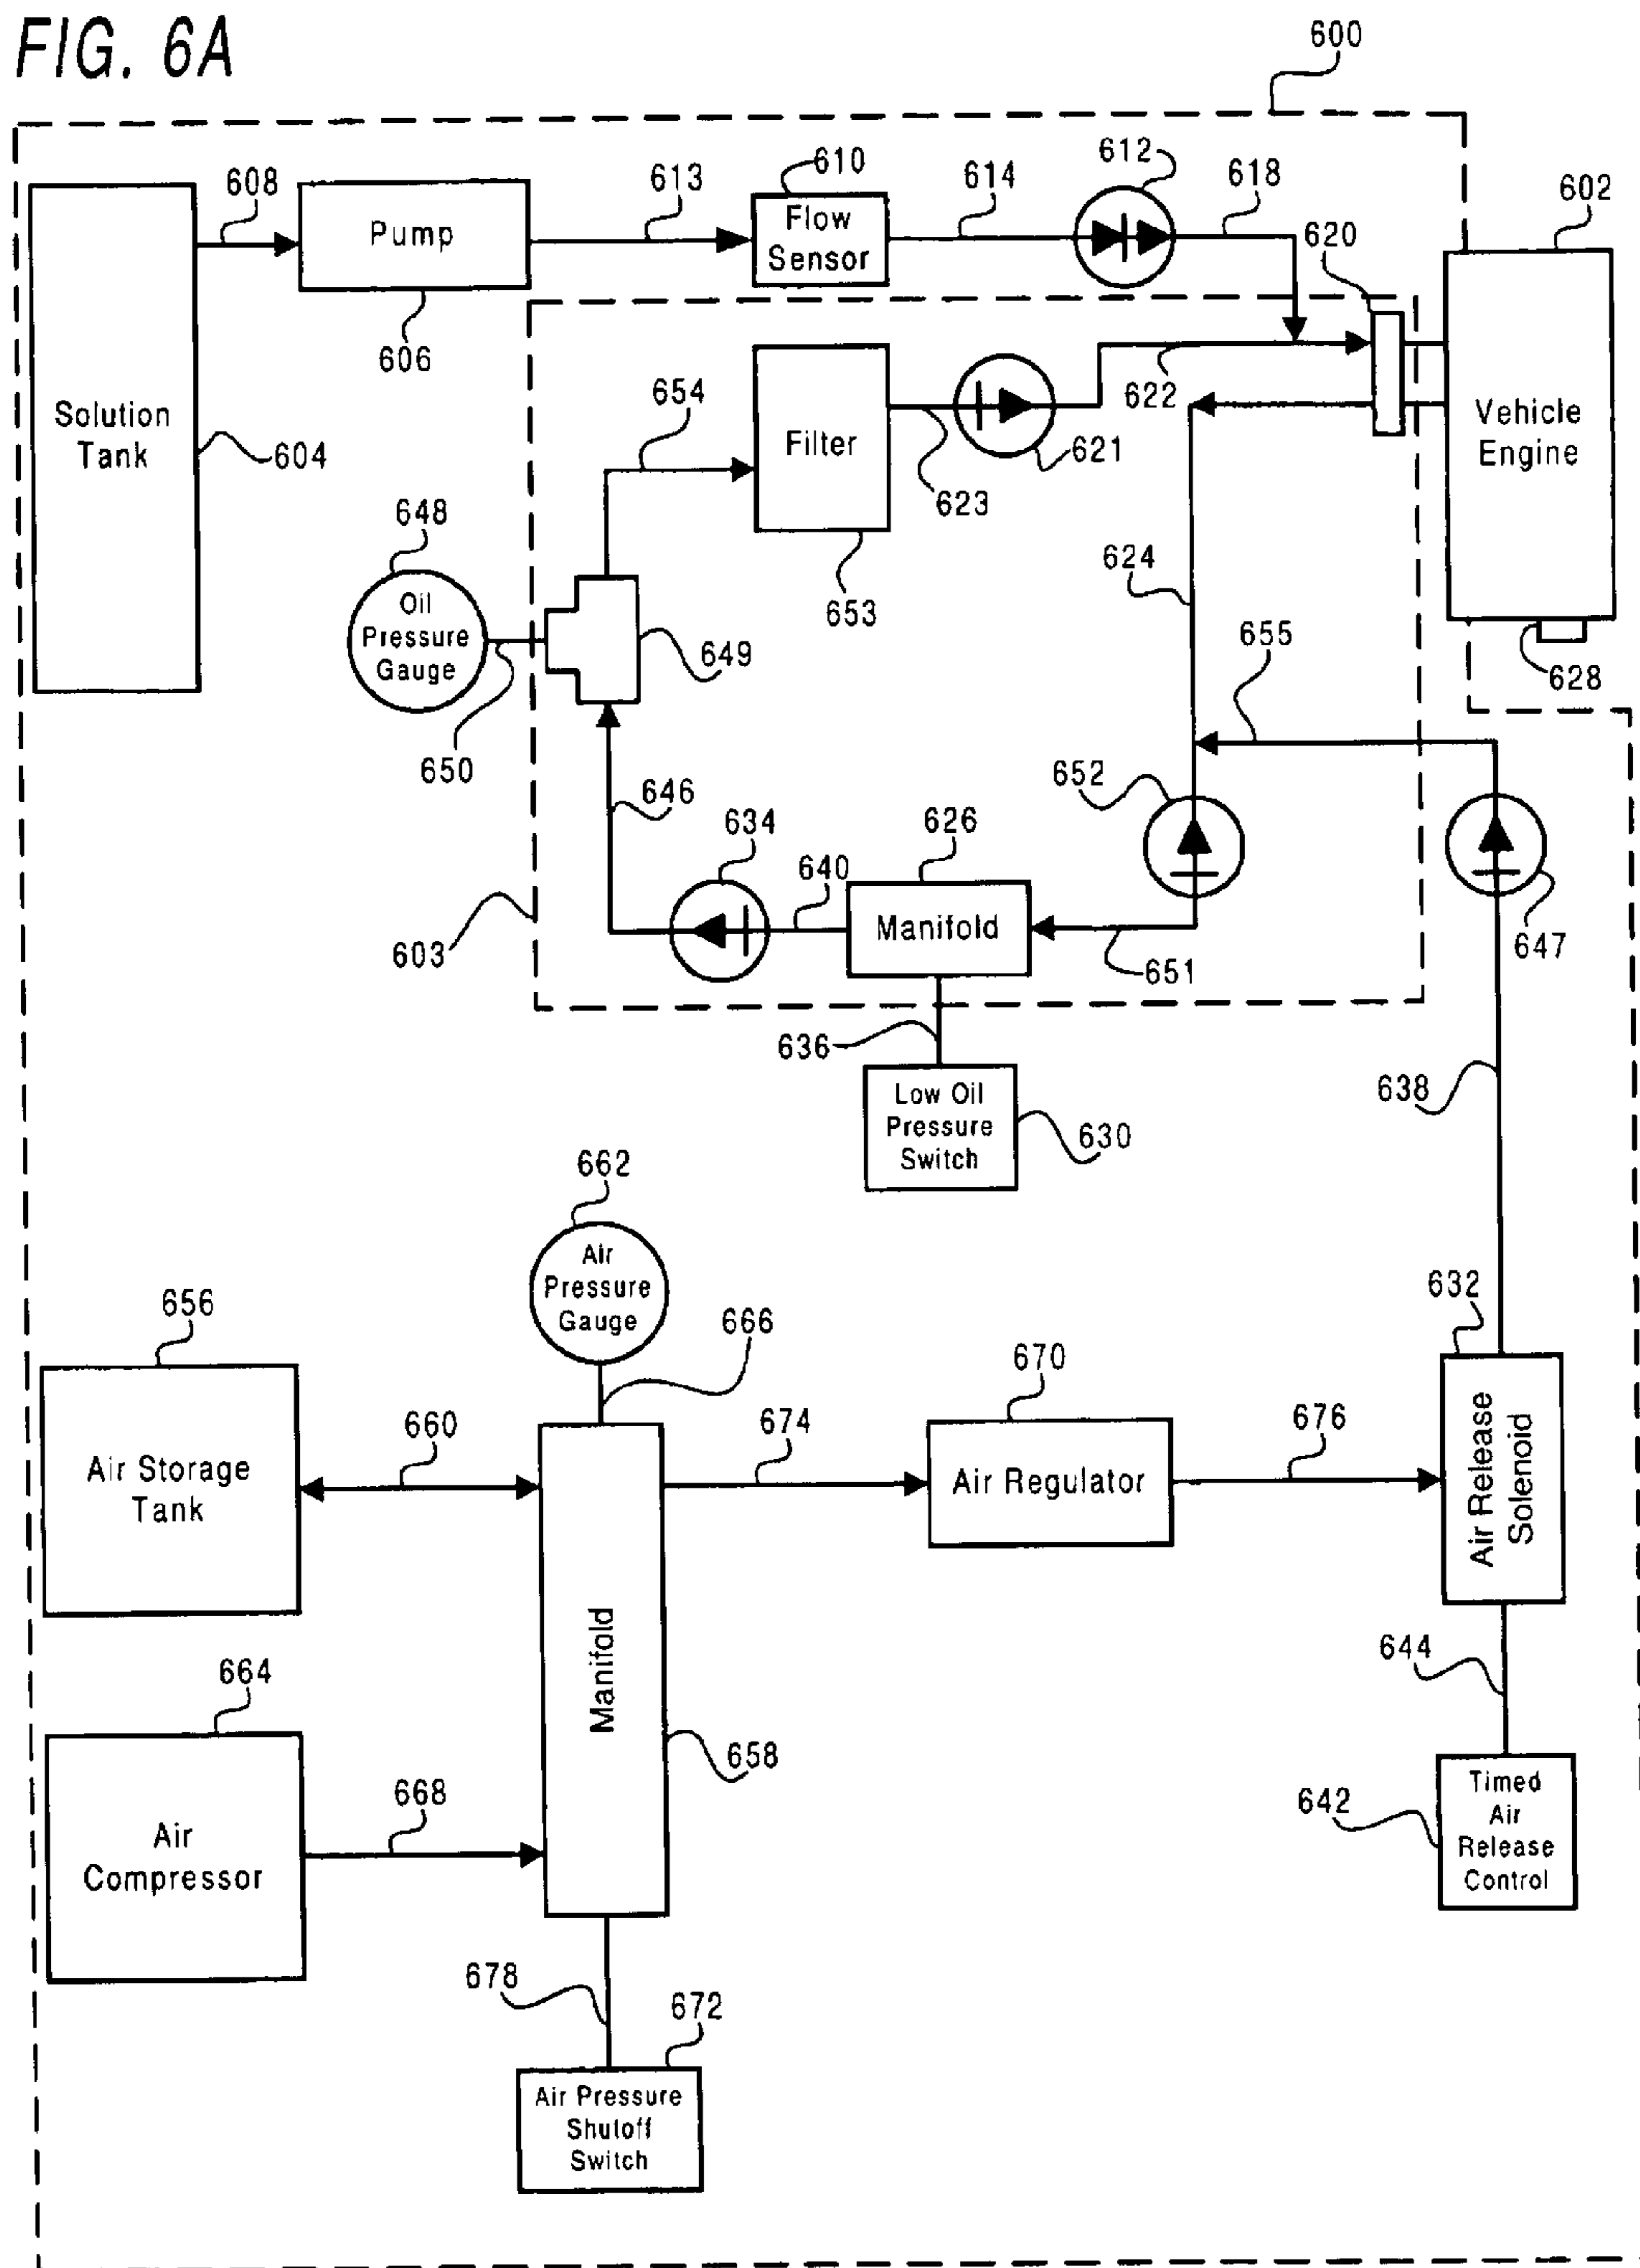 FIG. 6A
600
608
Pump
613
610
Flow
Sensor
614
612
618
620
602
606
Solution
Tank
604
654
Filter
623
621
622
Vehicle
Engine
648
Oil
Pressure
Gauge
650
649
653
624
655
628
646
634
640
626
Manifold
652
651
647
603
636
Low Oil
Pressure
Switch
630
638
662
Air
Pressure
Gauge
666
656
Air Storage
Tank
660
674
670
Air Regulator
676
632
Air Release
Solenoid
664
Air
Compressor
668
Manifold
658
644
642
Timed
Air
Release
Control
678
672
Air Pressure
Shutoff
Switch